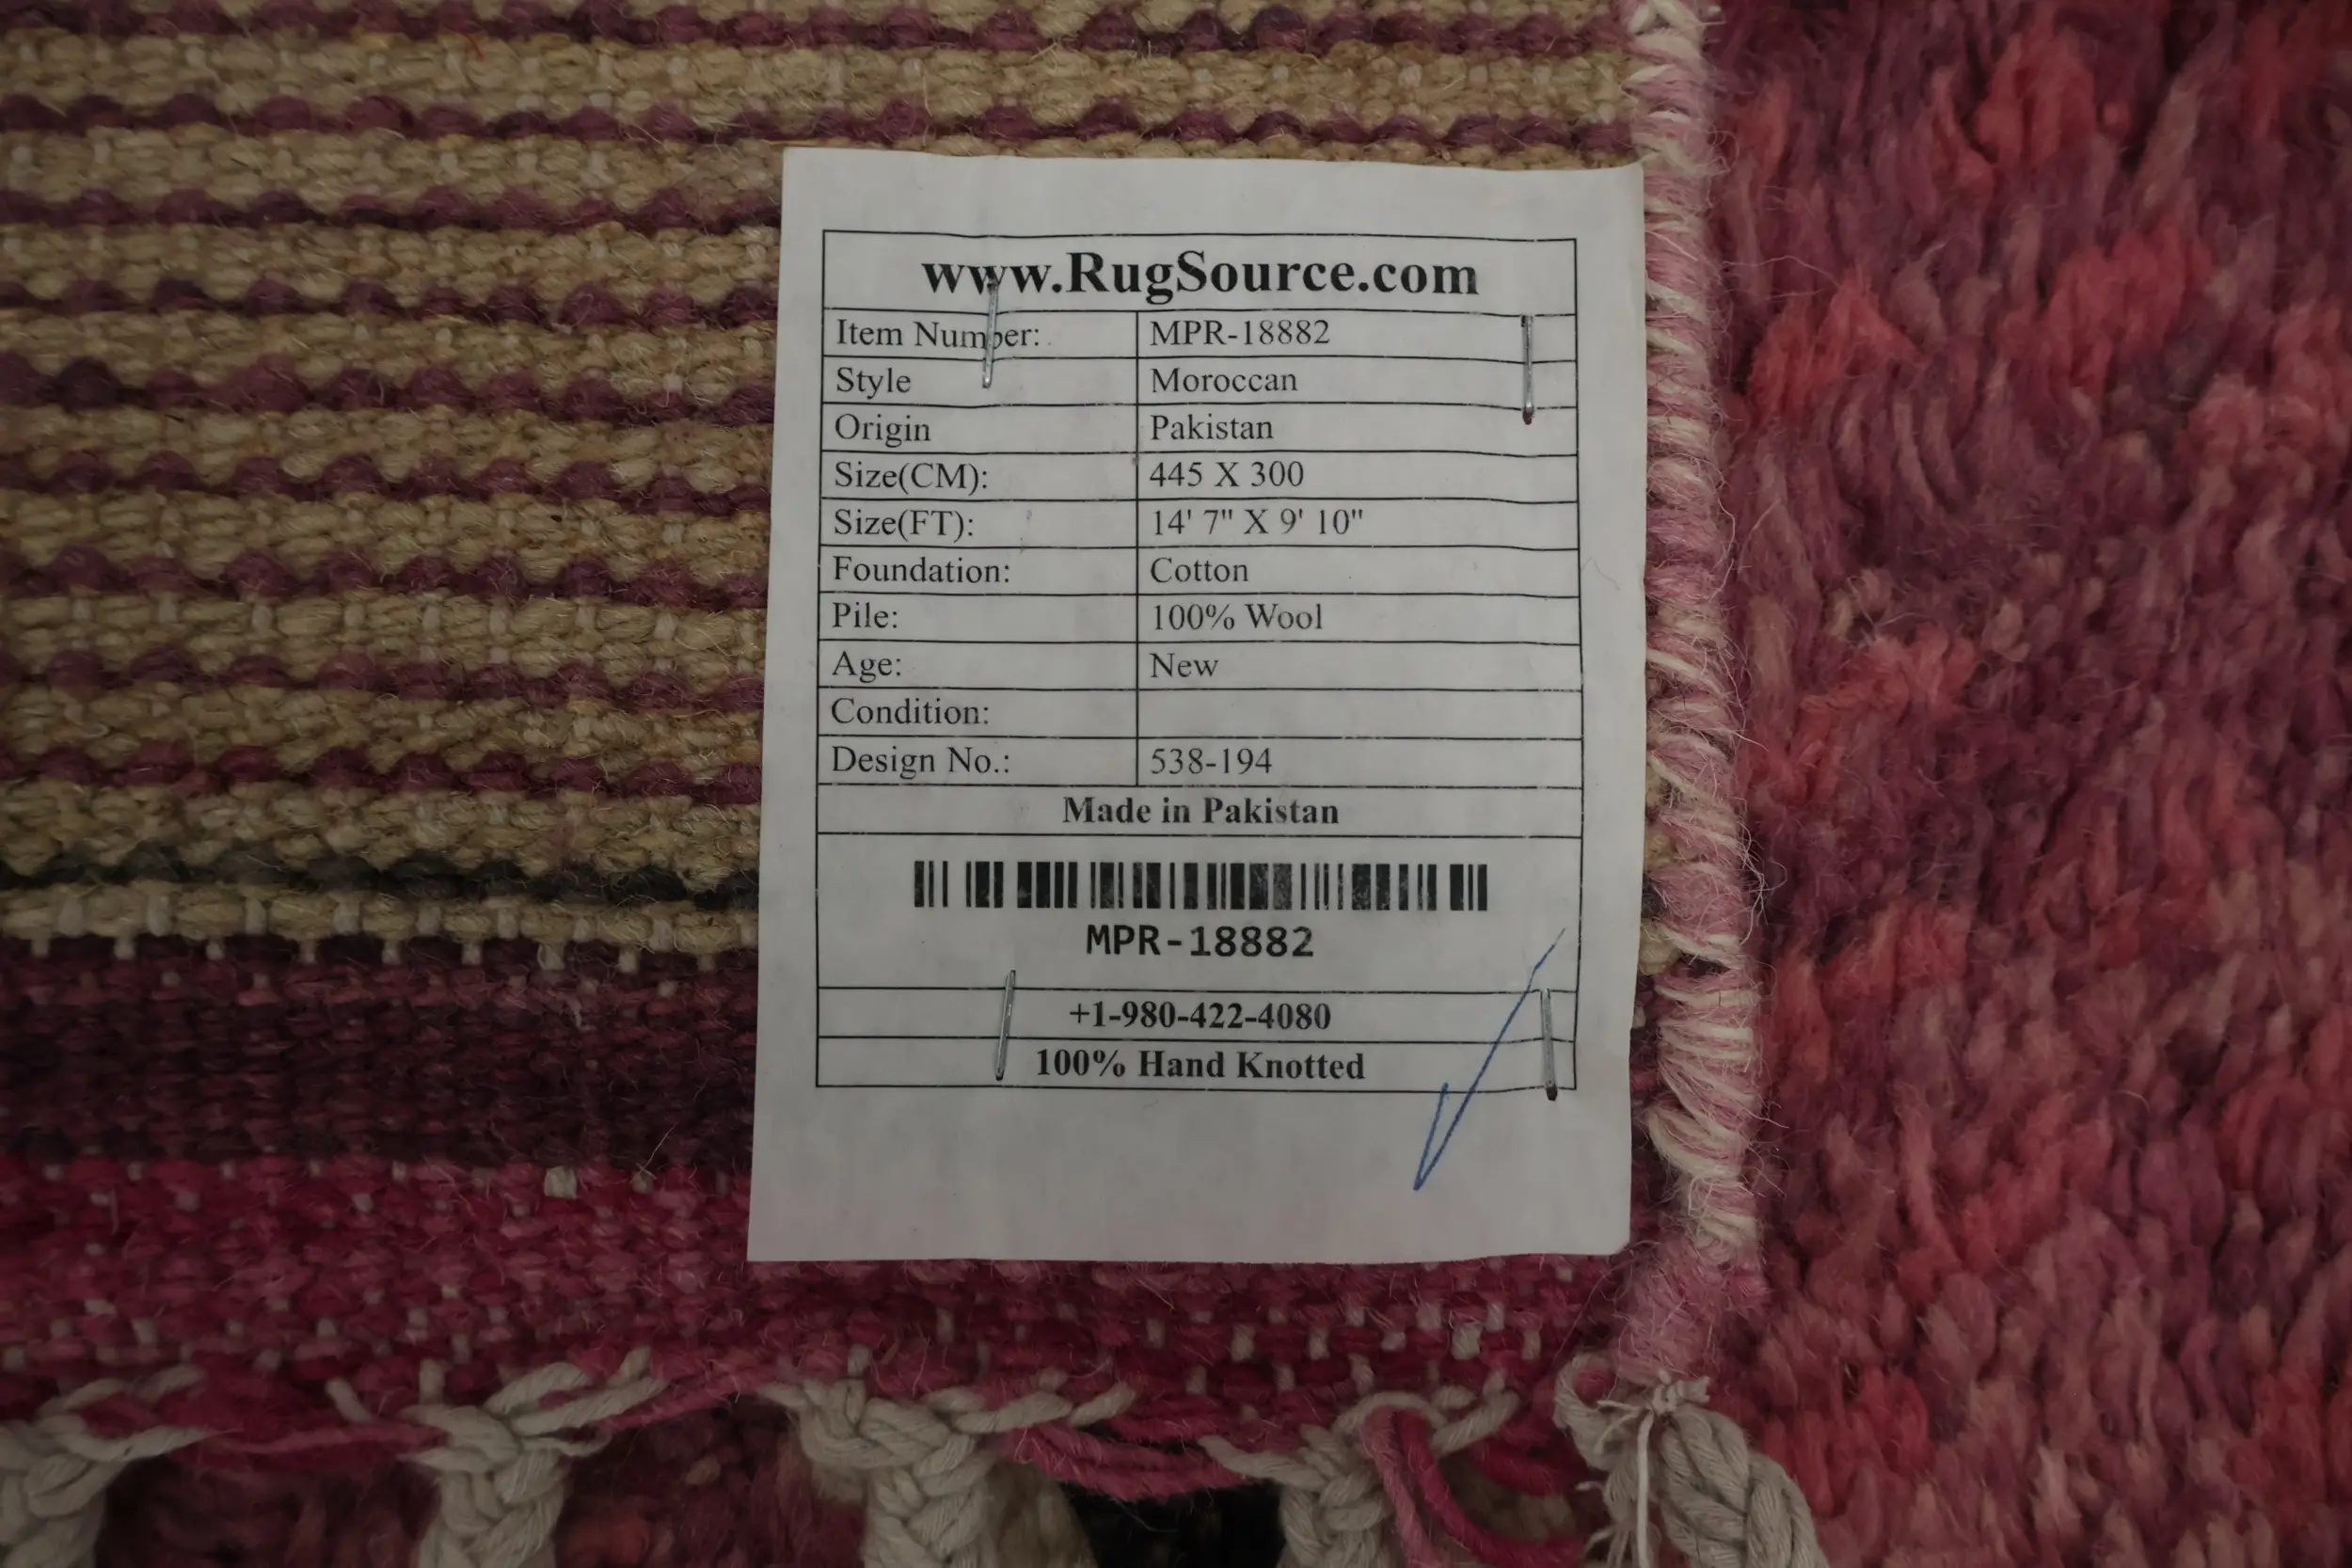 www.RugSource.com
Item Number: MPR-18882
Style Moroccan
Origin Pakistan
Size(CM): 445 X 300
Size(FT): 14' 7" X 9' 10"
Foundation: Cotton
Pile: 100% Wool
Age: New
Condition:
Design No.: 538-194
Made in Pakistan
MPR-18882
+1-980-422-4080
100% Hand Knotted